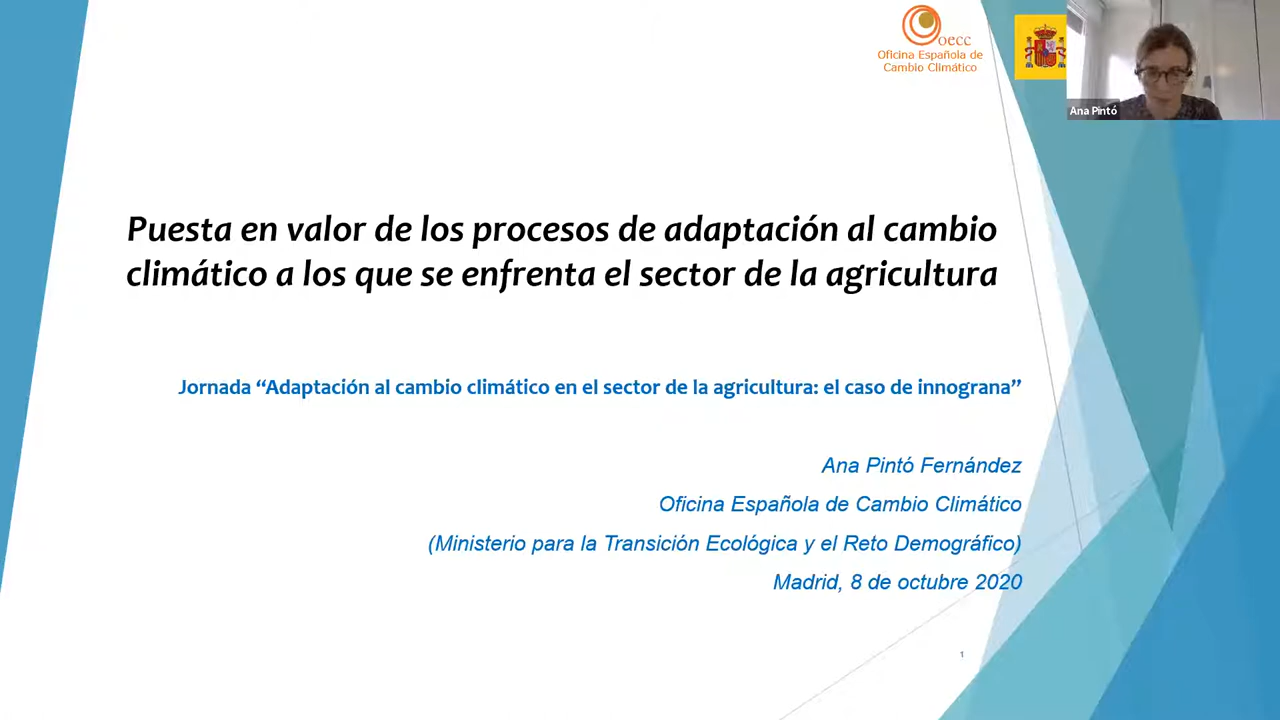 oecc
Oficina Española de
Cambio Climático
Ana Pintó
Puesta en valor de los procesos de adaptación al cambio
climático a los que se enfrenta el sector de la agricultura
Jornada “Adaptación al cambio climático en el sector de la agricultura: el caso de innograna”
Ana Pintó Fernández
Oficina Española de Cambio Climático
(Ministerio para la Transición Ecológica y el Reto Demográfico)
Madrid, 8 de octubre 2020
1